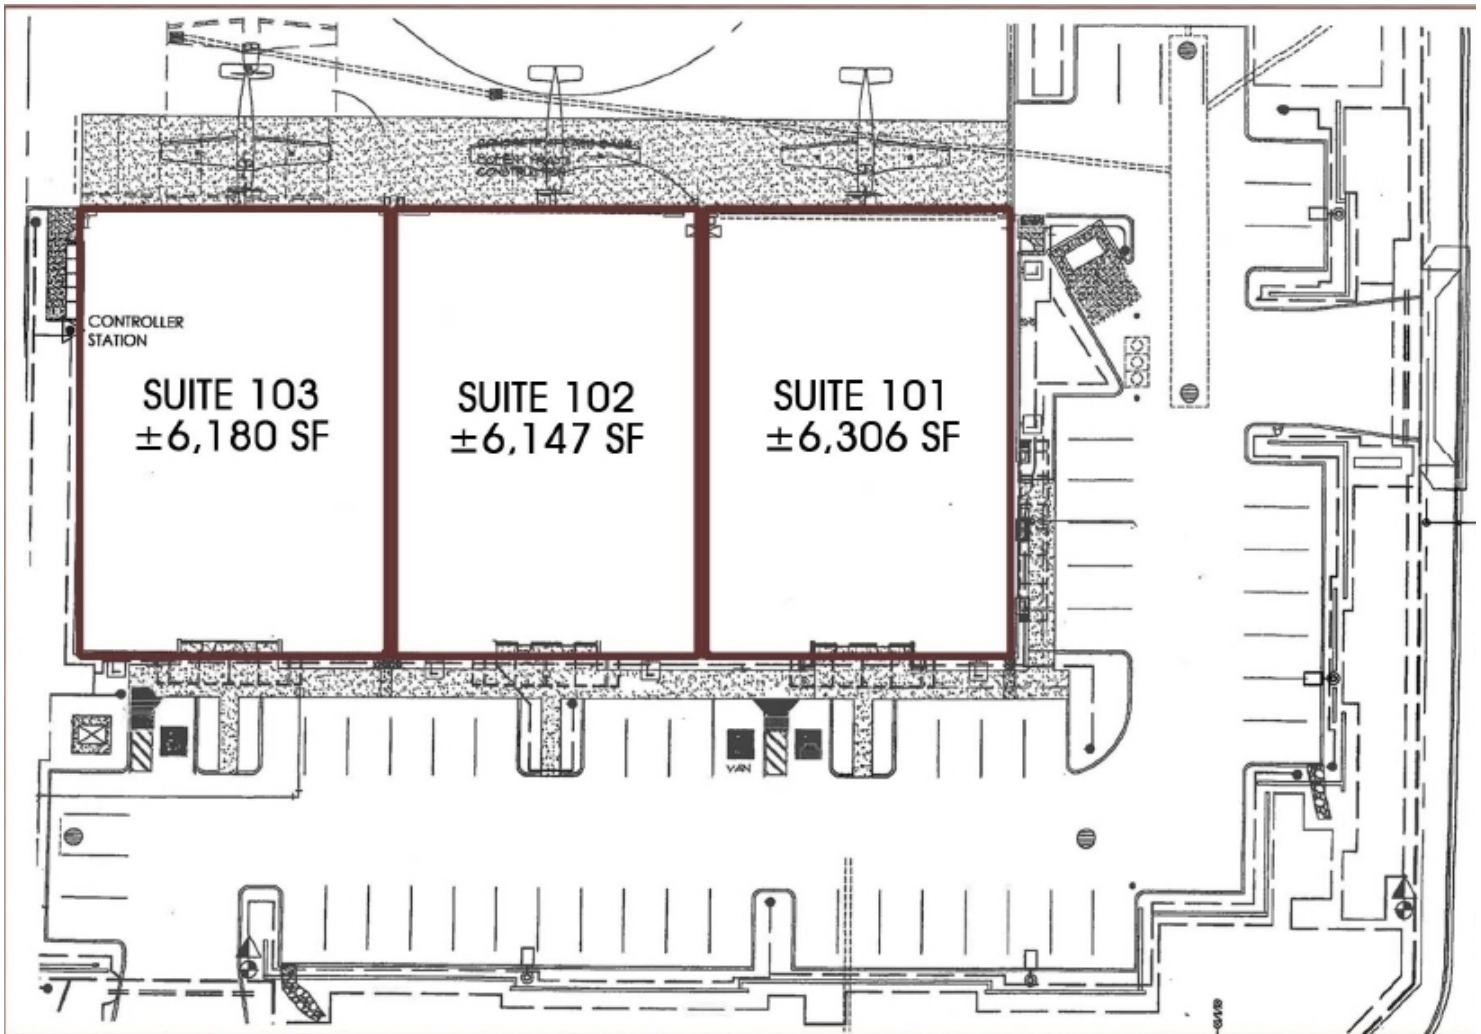 CONTROLLER
STATION
SUITE 103
±6,180 SF
SUITE 102
±6,147 SF
SUITE 101
±6,306 SF
VAN